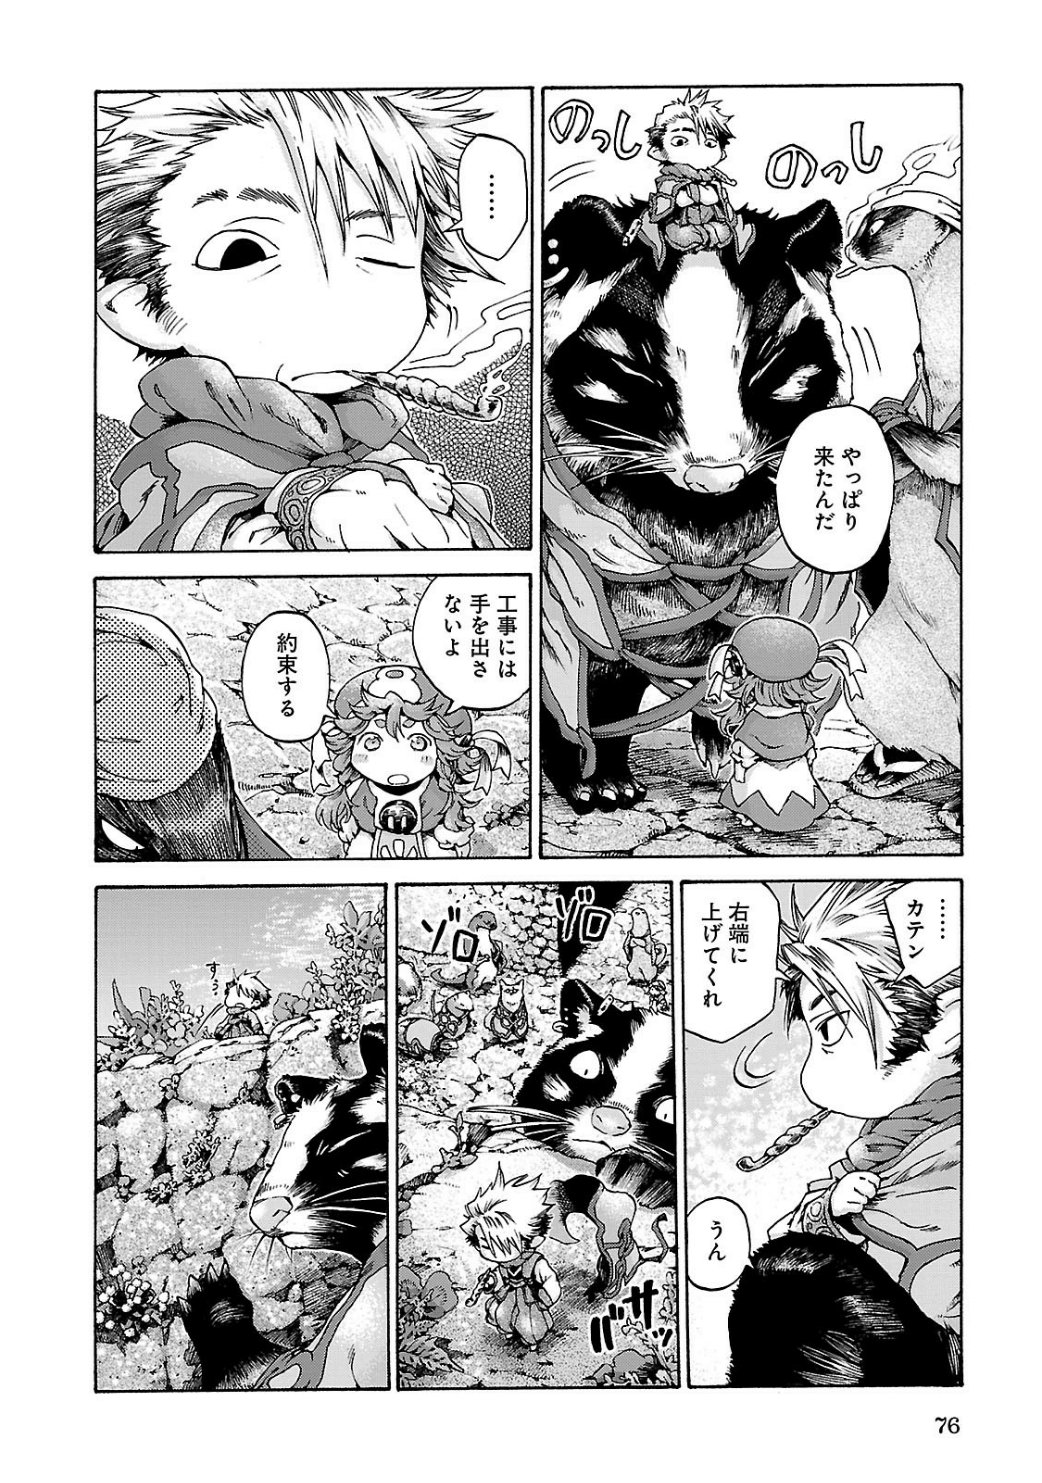 のっし
のっし
やっぱり
来たんだ
……
工事には
手を出さ
ないよ
約束する
……
カテン
右端に
上げてくれ
うん
ゾロ
ゾロ
ザッ
すぅ
76